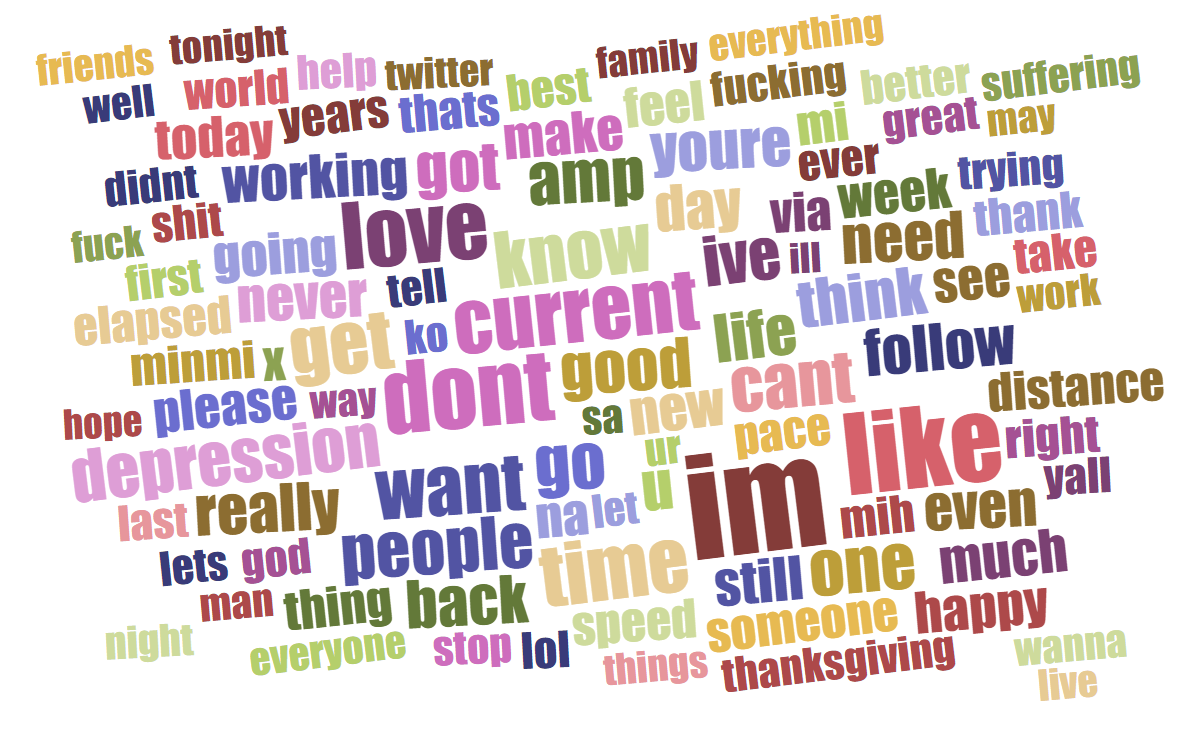 friends tonight family everything
well world help twitter best feel fucking better suffering
today years thats make youre mi great may
didnt working got amp ever week trying
fuck shit love day via need thank
first going know ive ill see take
elapsed never tell current life think work
minmi x get ko good follow
hope please way dont sa new cant distance
depression want go ur pace like right
last really na let u im mih even yall
lets god people time still one much
man thing back speed someone happy
night everyone stop lol things thanksgiving wanna
live